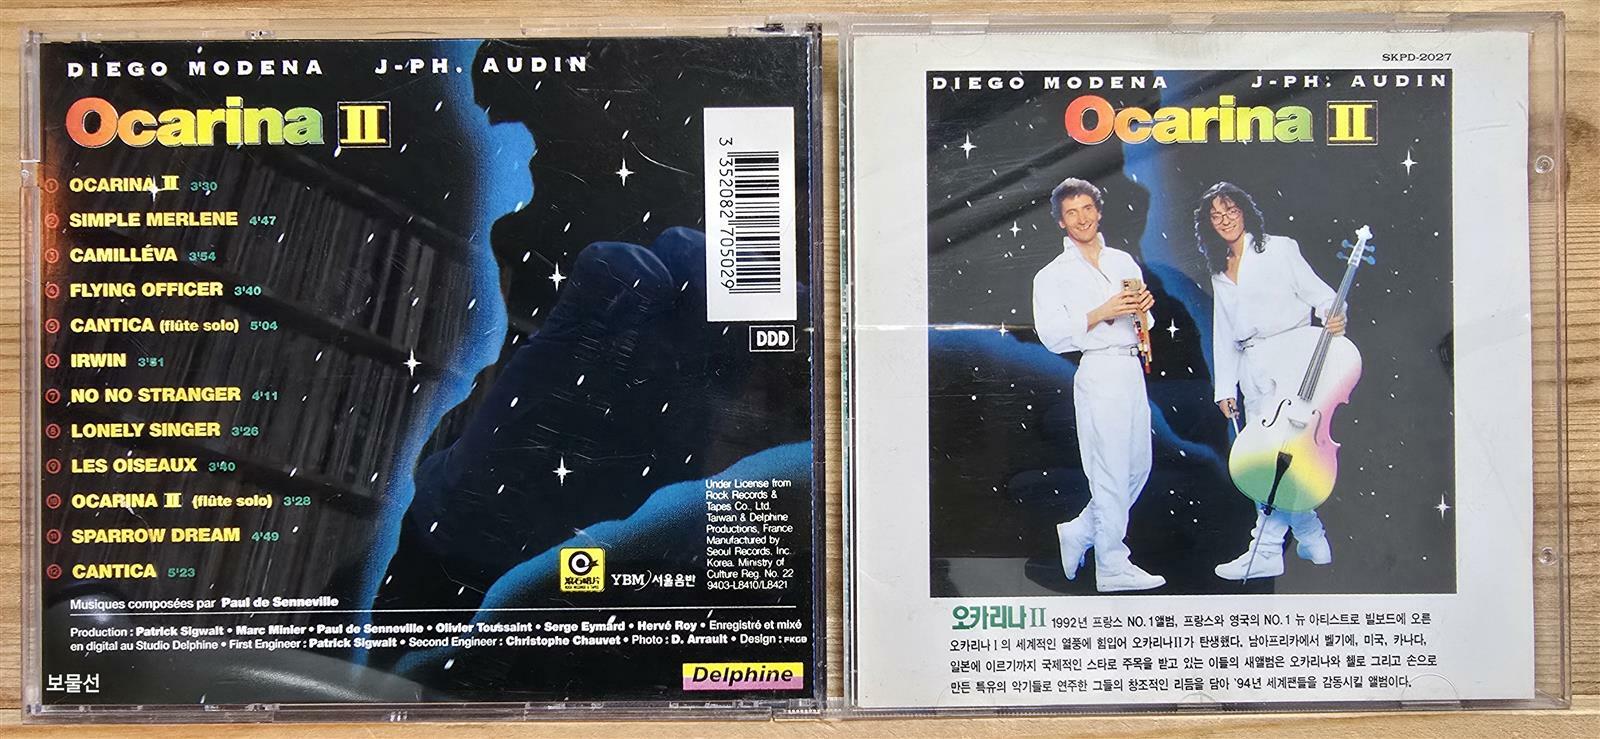 DIEGO MODENA J-PH. AUDIN
Ocarina II
1 OCARINA II 3'30
2 SIMPLE MERLENE 4'47
3 CAMILLÉVA 3'54
4 FLYING OFFICER 3'40
5 CANTICA (flûte solo) 5'04
6 IRWIN 3'51
7 NO NO STRANGER 4'11
8 LONELY SINGER 3'26
9 LES OISEAUX 3'40
10 OCARINA II (flûte solo) 3'28
11 SPARROW DREAM 4'49
12 CANTICA 5'23
3 352082 705029
DDD
Under License from
Rock Records &
Tapes Co., Ltd.
Taiwan & Delphine
Productions, France
Manufactured by
Seoul Records, Inc.
Korea. Ministry of
Culture Reg. No. 22
9403-L8410/L8421
滾石唱片
YBM 서울음반
Musiques composées par Paul de Senneville
Production : Patrick Sigwalt • Marc Minier • Paul de Senneville • Olivier Toussaint • Serge Eymard • Hervé Roy • Enregistré et mixé
en digital au Studio Delphine • First Engineer : Patrick Sigwalt • Second Engineer : Christophe Chauvet • Photo : D. Arrault • Design : FKGB
Delphine
보물선
SKPD-2027
DIEGO MODENA J-PH. AUDIN
Ocarina II
오카리나 II 1992년 프랑스 NO.1앨범, 프랑스와 영국의 NO.1 뉴 아티스트로 빌보드에 오른
오카리나 I 의 세계적인 열풍에 힘입어 오카리나II가 탄생했다. 남아프리카에서 벨기에, 미국, 카나다,
일본에 이르기까지 국제적인 스타로 주목을 받고 있는 이들의 새앨범은 오카리나와 첼로 그리고 손으로
만든 특유의 악기들로 연주한 그들의 창조적인 리듬을 담아 '94년 세계팬들을 감동시킬 앨범이다.